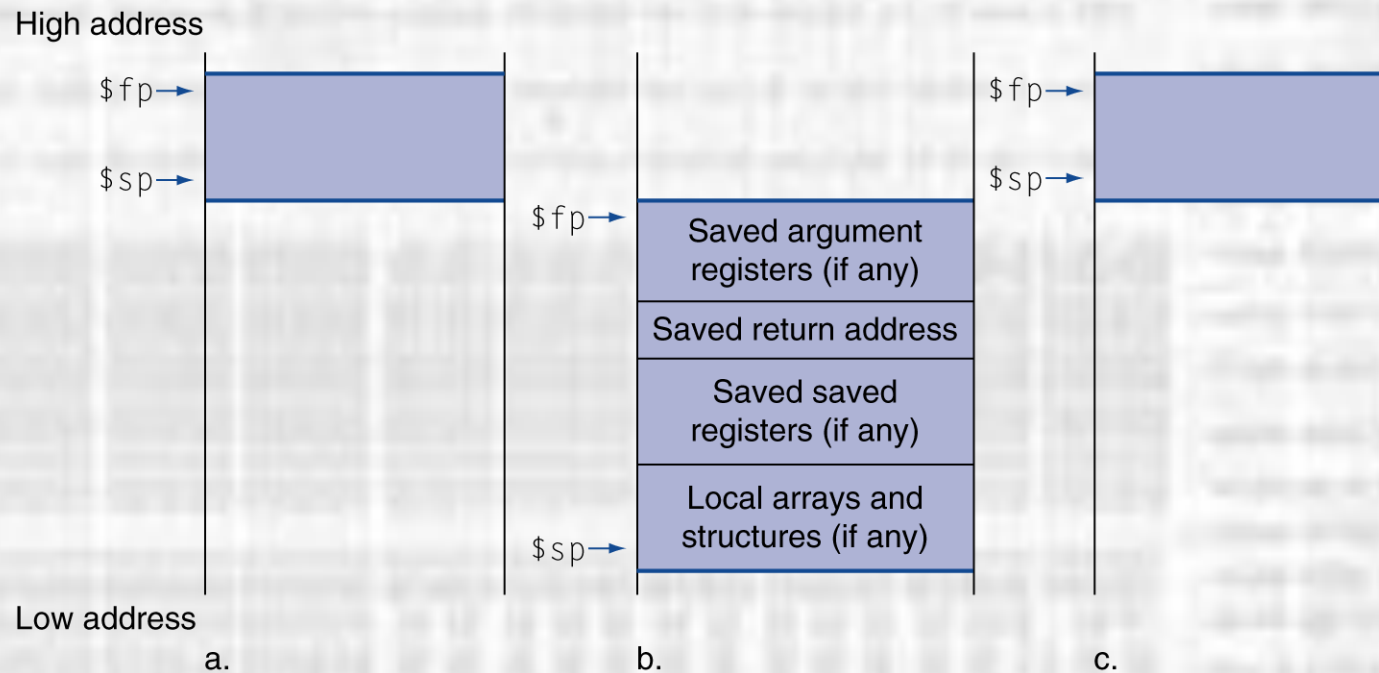 High address
$fp
$sp
$fp
Saved argument
registers (if any)
Saved return address
Saved saved
registers (if any)
Local arrays and
structures (if any)
$sp
$fp
$sp
Low address
a.
b.
c.